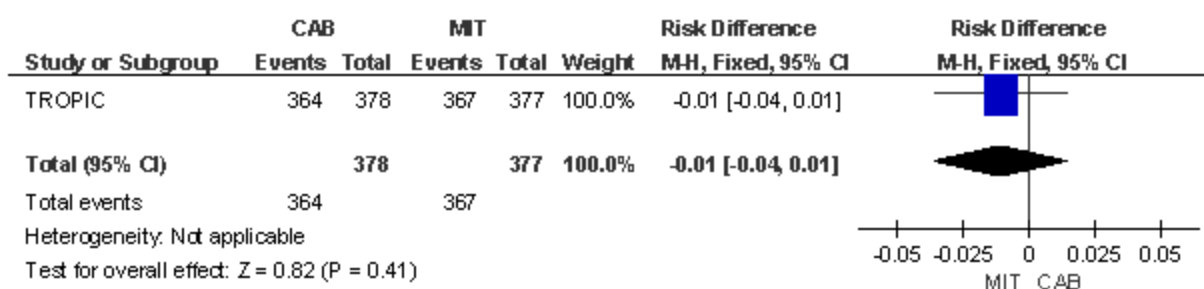 CAB MIT Risk Difference Risk Difference
Study or Subgroup Events Total Events Total Weight M-H, Fixed, 95% CI M-H, Fixed, 95% CI
TROPIC 364 378 367 377 100.0% -0.01 [-0.04, 0.01]
Total (95% CI) 378 377 100.0% -0.01 [-0.04, 0.01]
Total events 364 367
Heterogeneity: Not applicable
Test for overall effect: Z = 0.82 (P = 0.41)
-0.05 -0.025 0 0.025 0.05
MIT CAB